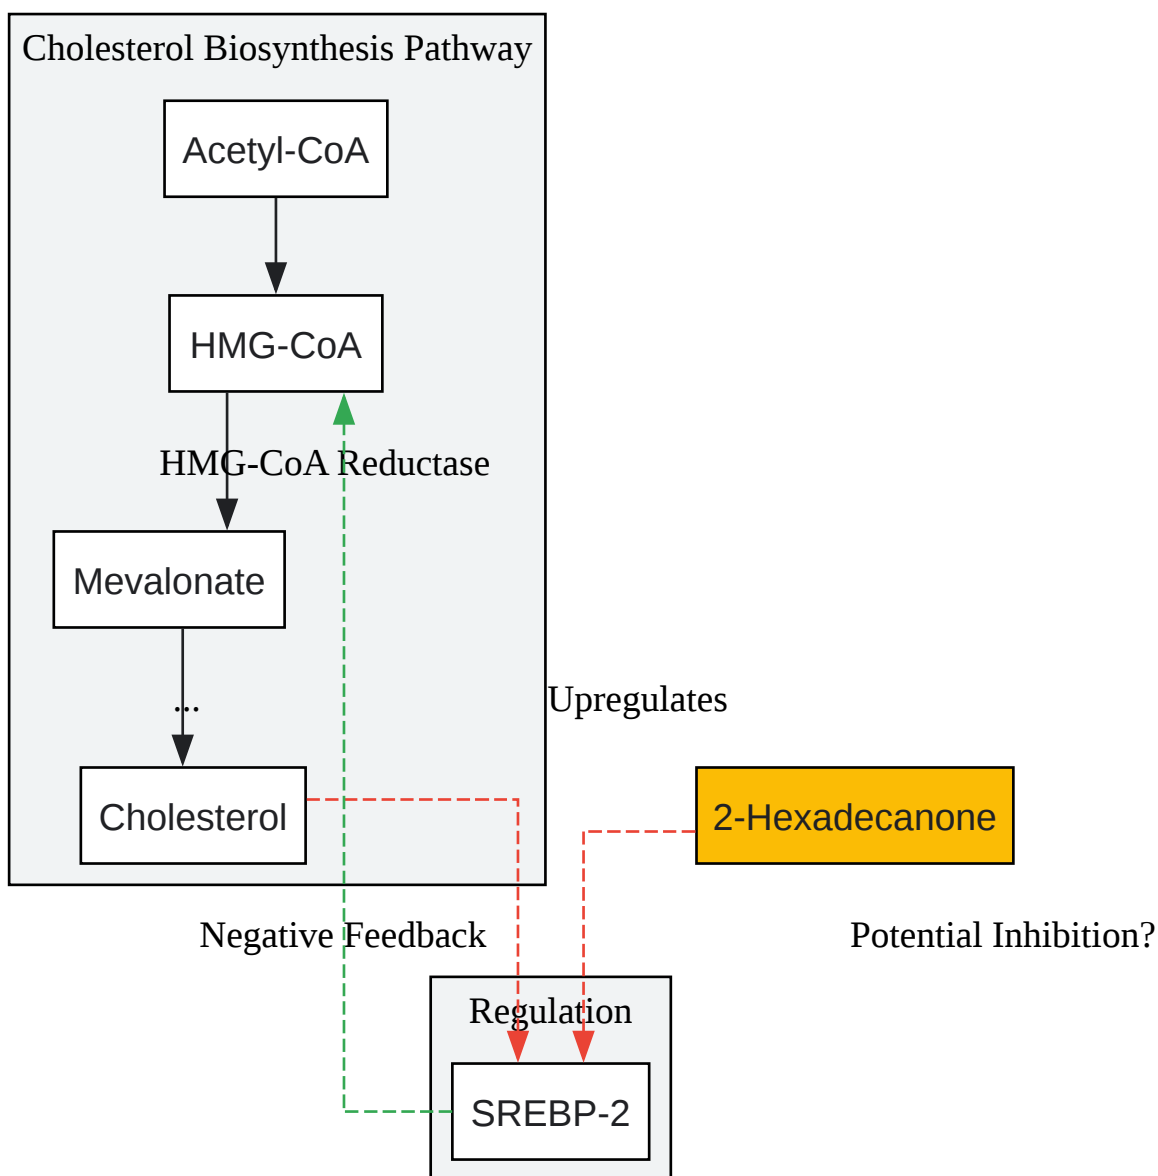 Cholesterol Biosynthesis Pathway
Acetyl-CoA
HMG-CoA
HMG-CoA Reductase
Mevalonate
Upregulates
...
Cholesterol
2-Hexadecanone
Negative Feedback
Potential Inhibition?
Regulation
SREBP-2